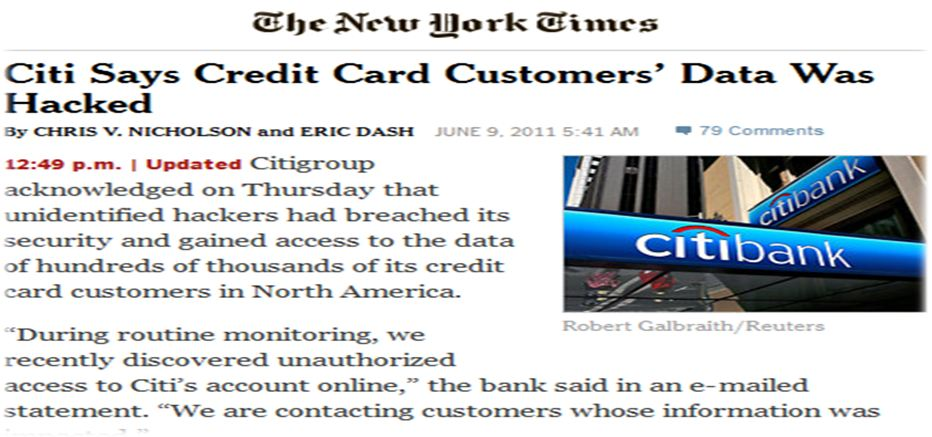 The New York Times
Citi Says Credit Card Customers' Data Was
Hacked
By CHRIS V. NICHOLSON and ERIC DASH JUNE 9, 2011 5:41 AM 79 Comments
12:49 p.m. | Updated Citigroup
acknowledged on Thursday that
unidentified hackers had breached its
security and gained access to the data
of hundreds of thousands of its credit
card customers in North America.
citibank
citibank
Robert Galbraith/Reuters
“During routine monitoring, we
recently discovered unauthorized
access to Citi’s account online,” the bank said in an e-mailed
statement. “We are contacting customers whose information was